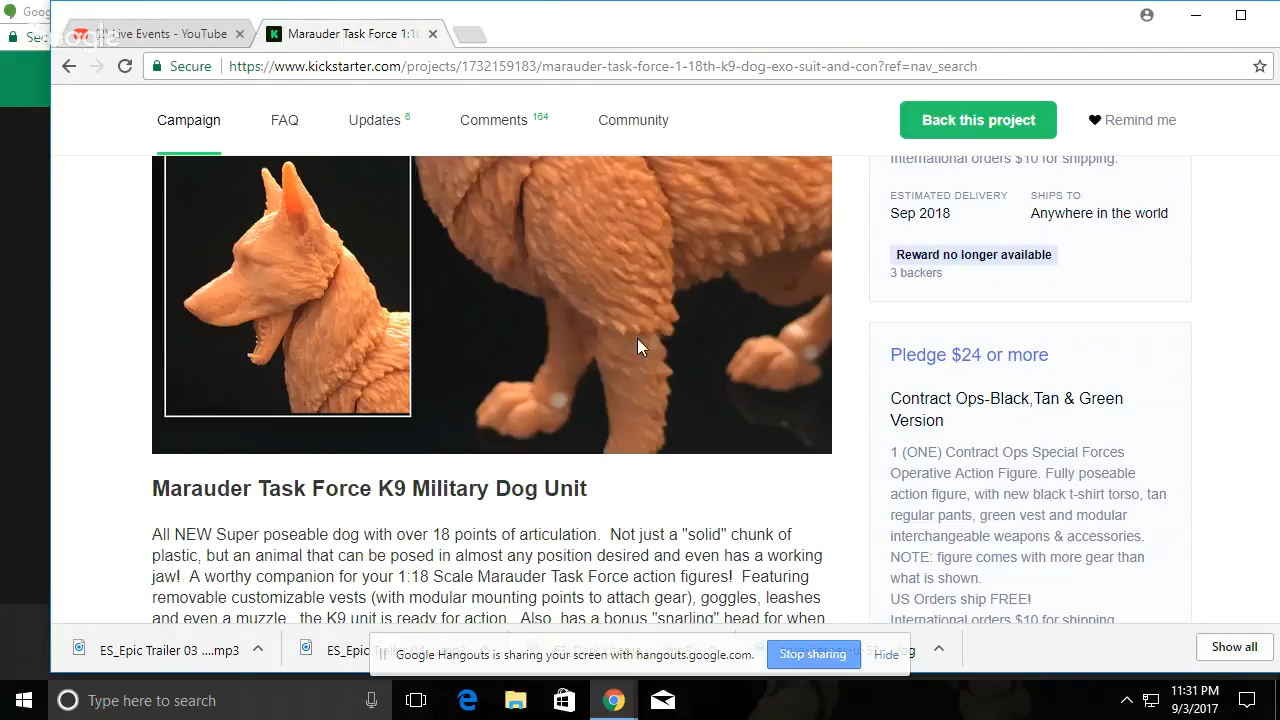 Goog
Live Events - YouTube
Marauder Task Force 1:18
Google
Sec
Secure
https://www.kickstarter.com/projects/1732159183/marauder-task-force-1-18th-k9-dog-exo-suit-and-con?ref=nav_search
Campaign
FAQ
Updates 6
Comments 164
Community
Back this project
Remind me
International orders $10 for shipping.
ESTIMATED DELIVERY
SHIPS TO
Sep 2018
Anywhere in the world
Reward no longer available
3 backers
Pledge $24 or more
Contract Ops-Black,Tan & Green
Version
1 (ONE) Contract Ops Special Forces
Operative Action Figure. Fully poseable
action figure, with new black t-shirt torso, tan
regular pants, green vest and modular
interchangeable weapons & accessories.
NOTE: figure comes with more gear than
what is shown.
US Orders ship FREE!
International orders $10 for shipping
Marauder Task Force K9 Military Dog Unit
All NEW Super poseable dog with over 18 points of articulation. Not just a "solid" chunk of
plastic, but an animal that can be posed in almost any position desired and even has a working
jaw! A worthy companion for your 1:18 Scale Marauder Task Force action figures! Featuring
removable customizable vests (with modular mounting points to attach gear), goggles, leashes
and even a muzzle the K9 unit is ready for action. Also has a bonus "snarling" head for when
ES_Epic Trailer 03 ....mp3
ES_Epi
Google Hangouts is sharing your screen with hangouts.google.com.
Stop sharing
Hide
Show all
Type here to search
11:31 PM
9/3/2017